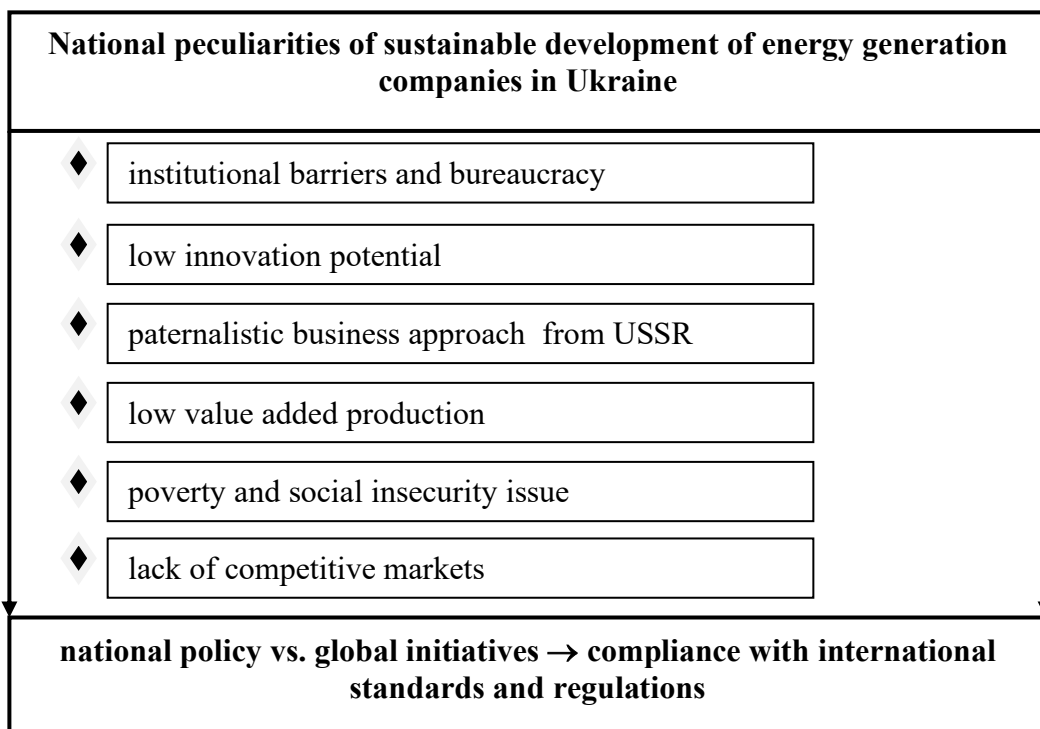 National peculiarities of sustainable development of energy generation
companies in Ukraine
institutional barriers and bureaucracy
low innovation potential
paternalistic business approach  from USSR
low value added production
poverty and social insecurity issue
lack of competitive markets
national policy vs. global initiatives → compliance with international
standards and regulations